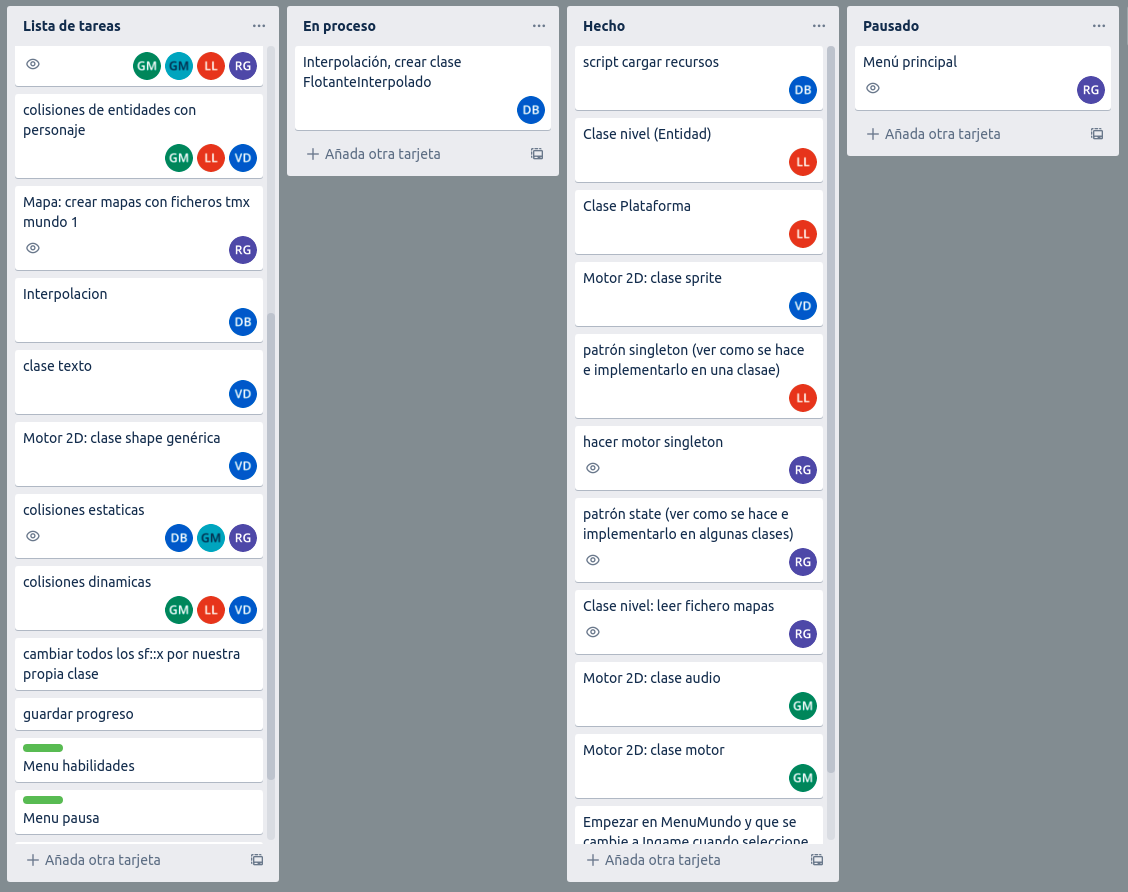 Lista de tareas
GM GM LL RG
colisiones de entidades con
personaje
GM LL VD
Mapa: crear mapas con ficheros tmx
mundo 1
RG
Interpolacion
DB
clase texto
VD
Motor 2D: clase shape genérica
VD
colisiones estaticas
DB GM RG
colisiones dinamicas
GM LL VD
cambiar todos los sf::x por nuestra
propia clase
guardar progreso
Menu habilidades
Menu pausa
Añada otra tarjeta
En proceso
Interpolación, crear clase
FlotanteInterpolado
DB
Añada otra tarjeta
Hecho
script cargar recursos
DB
Clase nivel (Entidad)
LL
Clase Plataforma
LL
Motor 2D: clase sprite
VD
patrón singleton (ver como se hace
e implementarlo en una clasae)
LL
hacer motor singleton
RG
patrón state (ver como se hace e
implementarlo en algunas clases)
RG
Clase nivel: leer fichero mapas
RG
Motor 2D: clase audio
GM
Motor 2D: clase motor
GM
Empezar en MenuMundo y que se
cambie a Ingame cuando seleccione
Añada otra tarjeta
Pausado
Menú principal
RG
Añada otra tarjeta